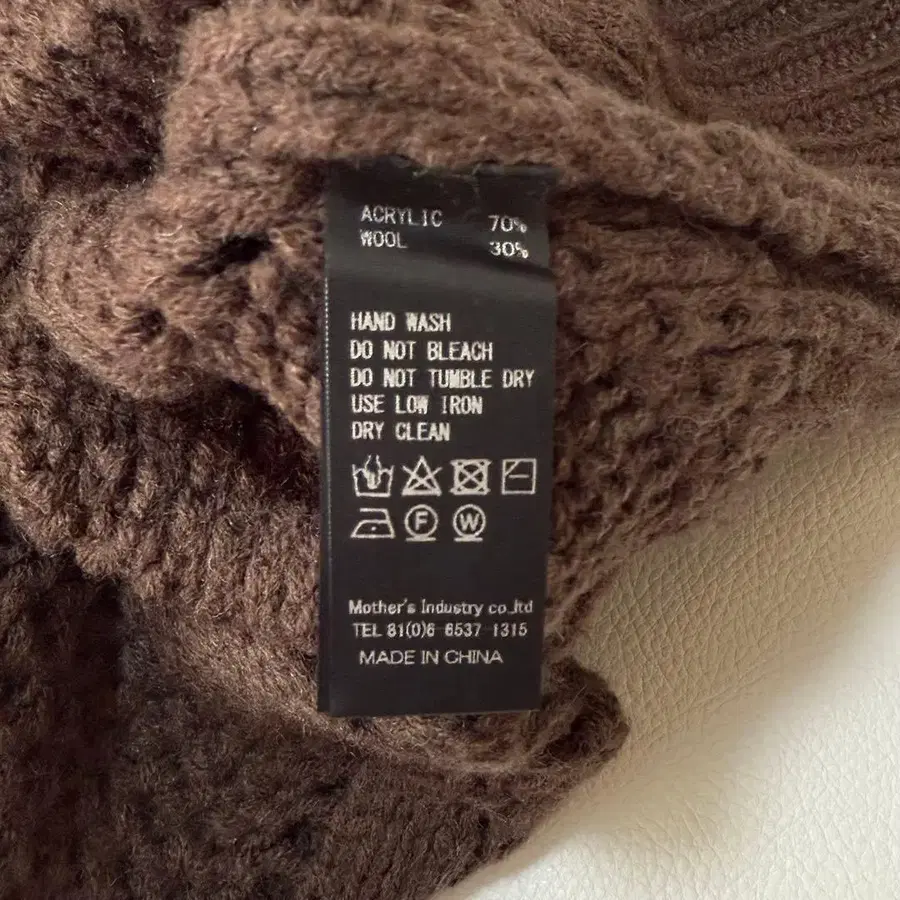 ACRYLIC 70%
WOOL 30%
HAND WASH
DO NOT BLEACH
DO NOT TUMBLE DRY
USE LOW IRON
DRY CLEAN
F W
Mother's Industry co.,ltd
TEL 81(0)6 6537 1315
MADE IN CHINA